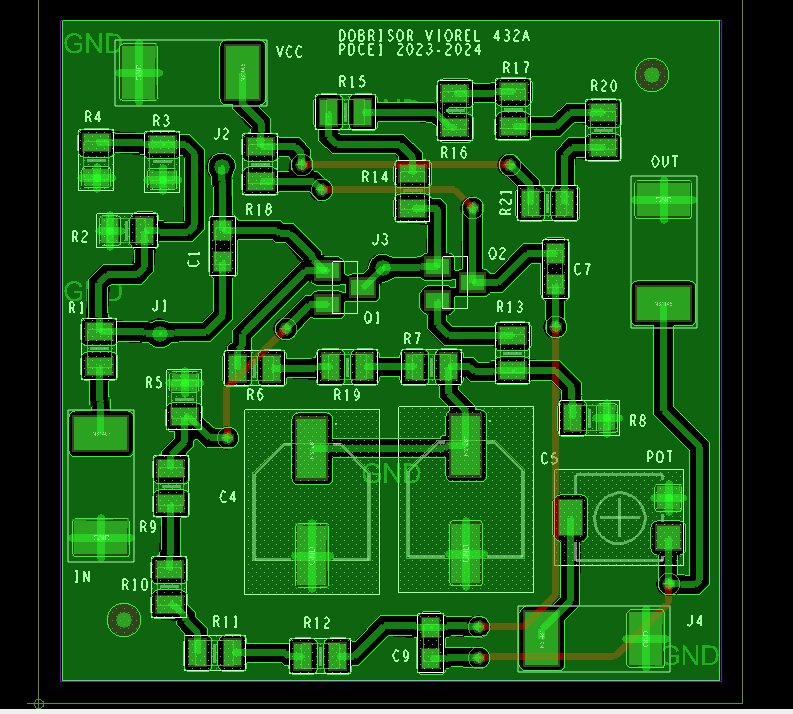 DOBRISOR VIOREL 432A
PDCE1 2023-2024
GND
VCC
R15
R17
R20
R4
R3
J2
R16
OUT
R14
R21
R18
R2
C1
J3
Q2
C7
GND
R1
J1
Q1
R13
R7
R5
R6
R19
R8
C4
GND
C5
POT
R9
IN
R10
R11
R12
C9
J4
GND